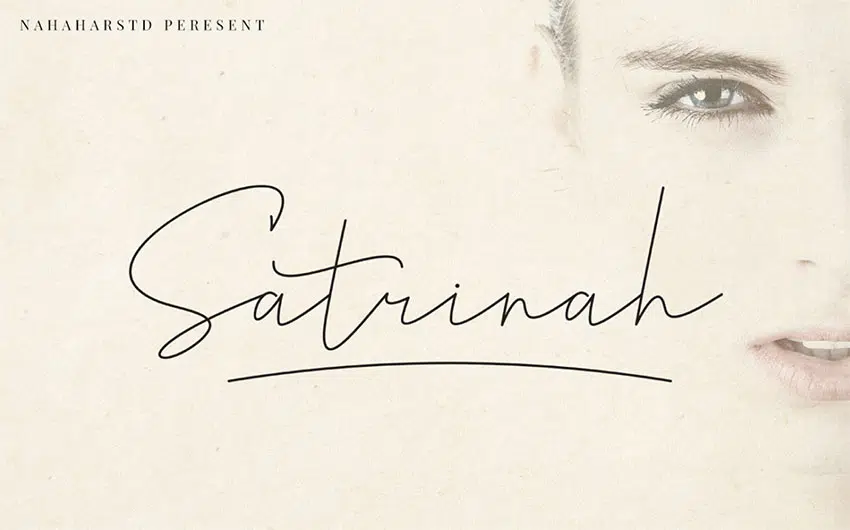 NAHAHARSTD PERESENT
Satrinah